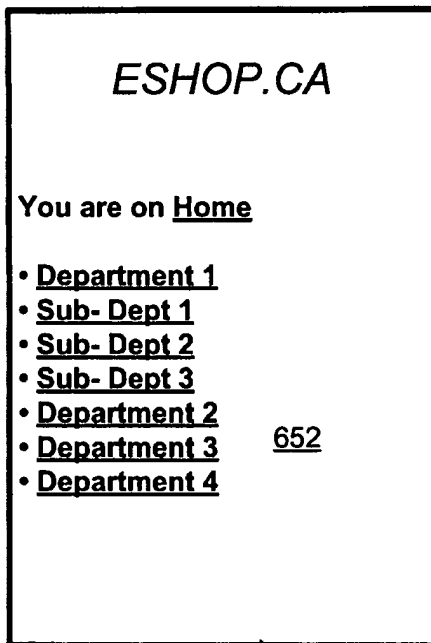 ESHOP.CA
You are on Home
• Department 1
• Sub- Dept 1
• Sub- Dept 2
• Sub- Dept 3
• Department 2
• Department 3
652
• Department 4